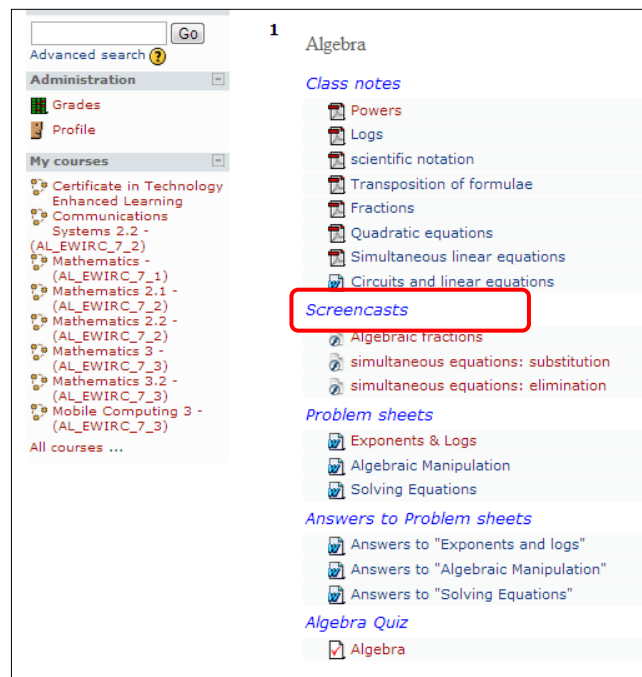 Go
Advanced search
Administration
Grades
Profile
My courses
Certificate in Technology
Enhanced Learning
Communications
Systems 2.2 -
(AL_EWIRC_7_2)
Mathematics -
(AL_EWIRC_7_1)
Mathematics 2.1 -
(AL_EWIRC_7_2)
Mathematics 2.2 -
(AL_EWIRC_7_2)
Mathematics 3 -
(AL_EWIRC_7_3)
Mathematics 3.2 -
(AL_EWIRC_7_3)
Mobile Computing 3 -
(AL_EWIRC_7_3)
All courses ...
1
Algebra
Class notes
Powers
Logs
scientific notation
Transposition of formulae
Fractions
Quadratic equations
Simultaneous linear equations
Circuits and linear equations
Screencasts
Algebraic fractions
simultaneous equations: substitution
simultaneous equations: elimination
Problem sheets
Exponents & Logs
Algebraic Manipulation
Solving Equations
Answers to Problem sheets
Answers to "Exponents and logs"
Answers to "Algebraic Manipulation"
Answers to "Solving Equations"
Algebra Quiz
Algebra